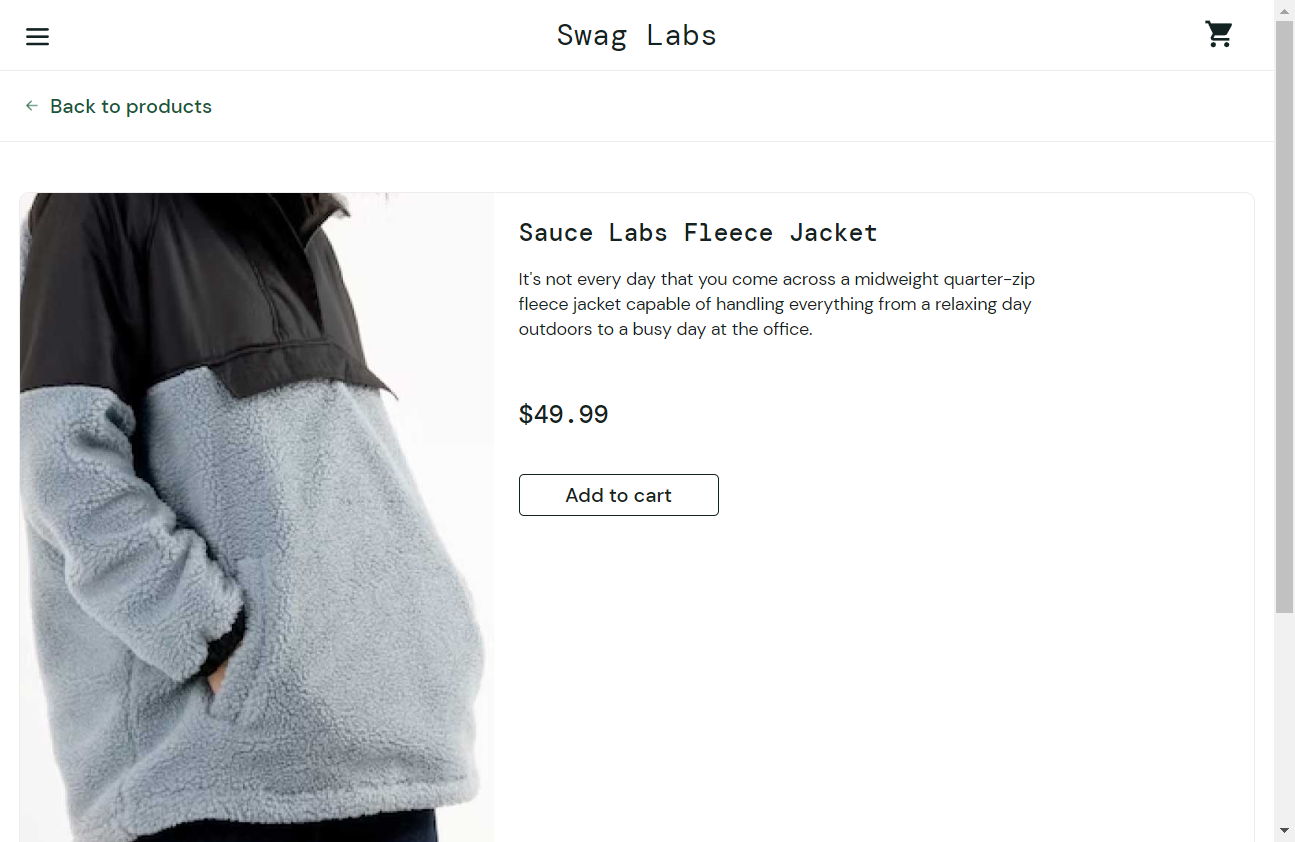 Swag Labs
Back to products
Sauce Labs Fleece Jacket
It's not every day that you come across a midweight quarter-zip
fleece jacket capable of handling everything from a relaxing day
outdoors to a busy day at the office.
$49.99
Add to cart